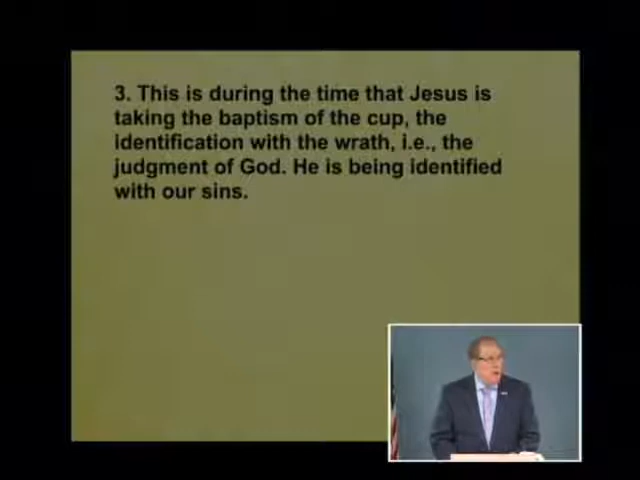 3. This is during the time that Jesus is
taking the baptism of the cup, the
identification with the wrath, i.e., the
judgment of God. He is being identified
with our sins.